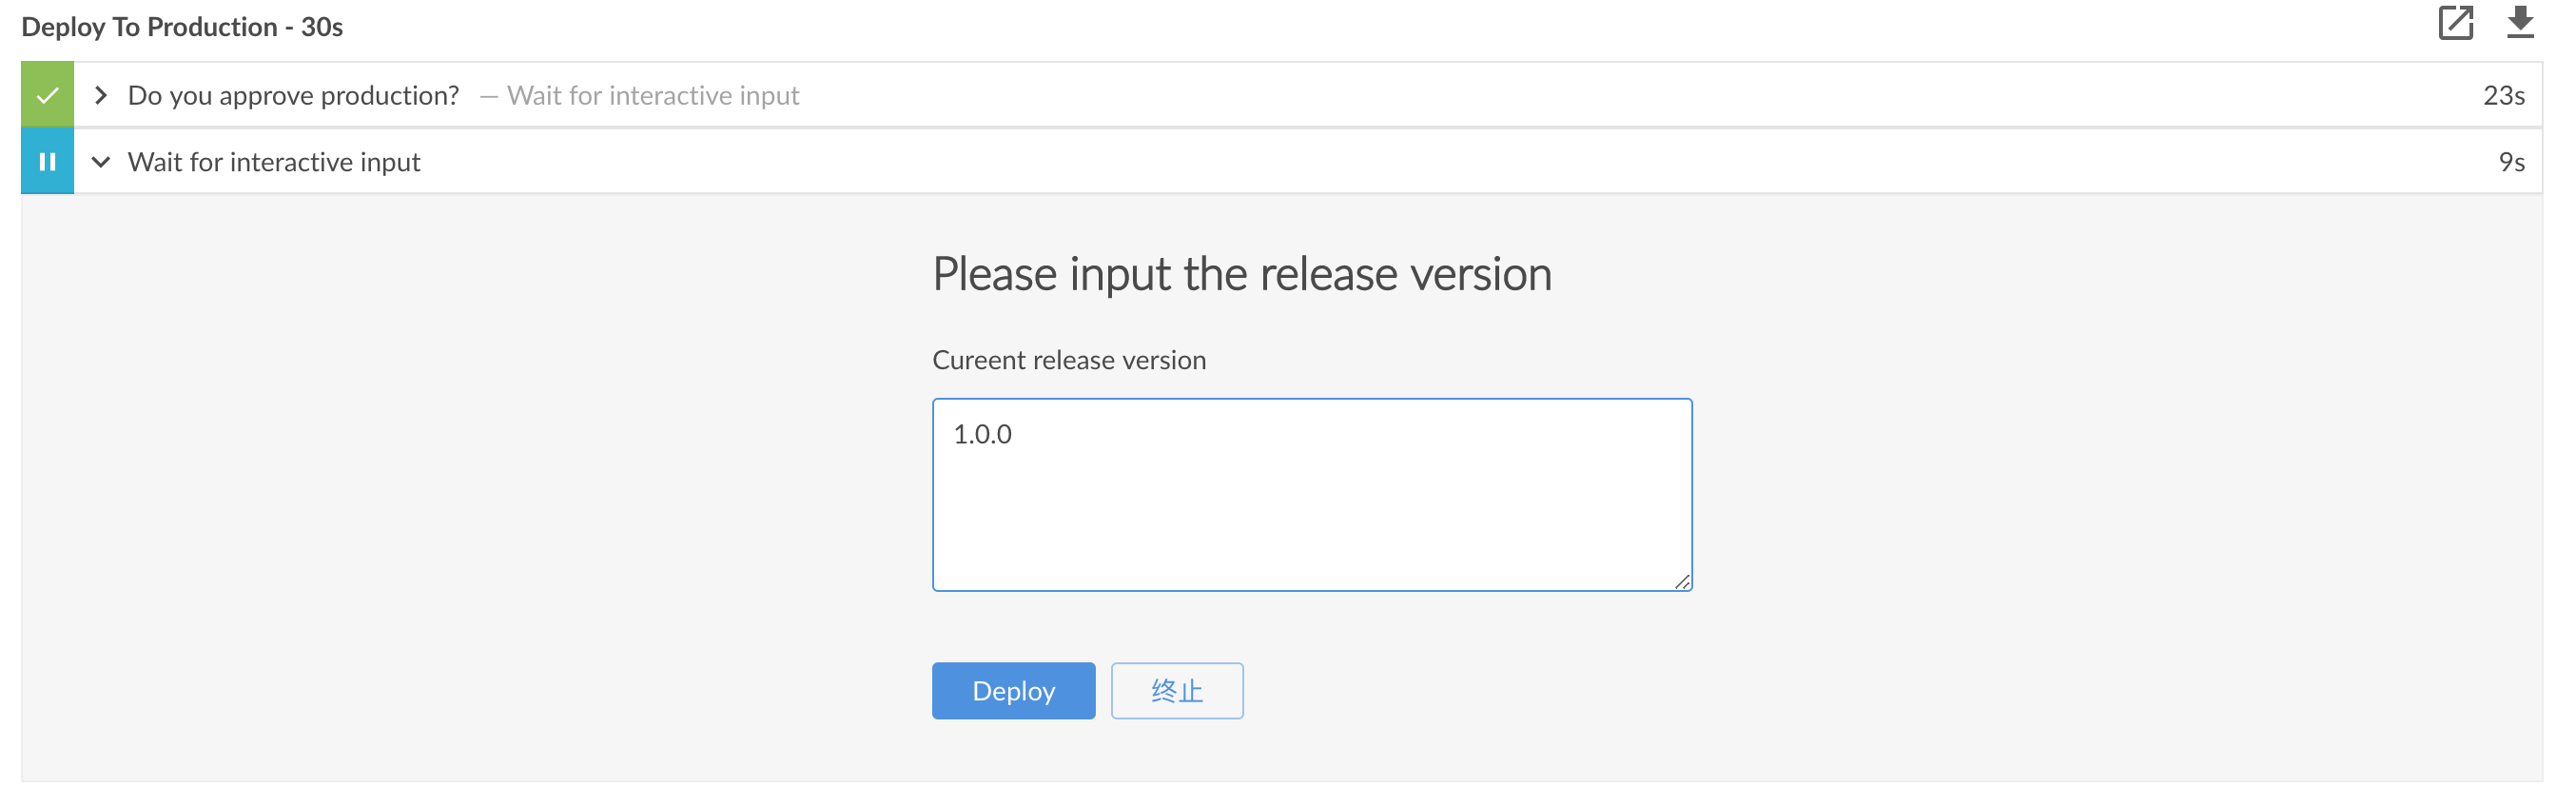 Deploy To Production - 30s
Do you approve production? — Wait for interactive input 23s
Wait for interactive input 9s
Please input the release version
Cureent release version
1.0.0
Deploy 终止